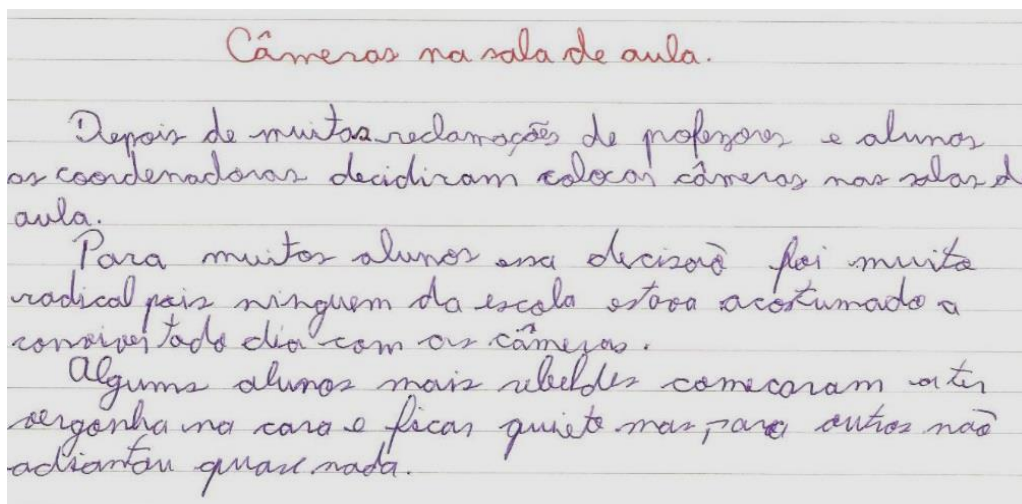 Câmeras na sala de aula.
Depois de muitas reclamações de professores e alunos
as coordenadoras decidiram colocar câmeras nas salas d
aula.
Para muitos alunos essa decisão foi muito
radical pois ninguem da escola estava acostumado a
conviver todo dia com as câmeras.
Alguns alunos mais rebeldes comecaram a ter
vergonha na cara e ficar quieto mas, para outros não
adiantou quase nada.